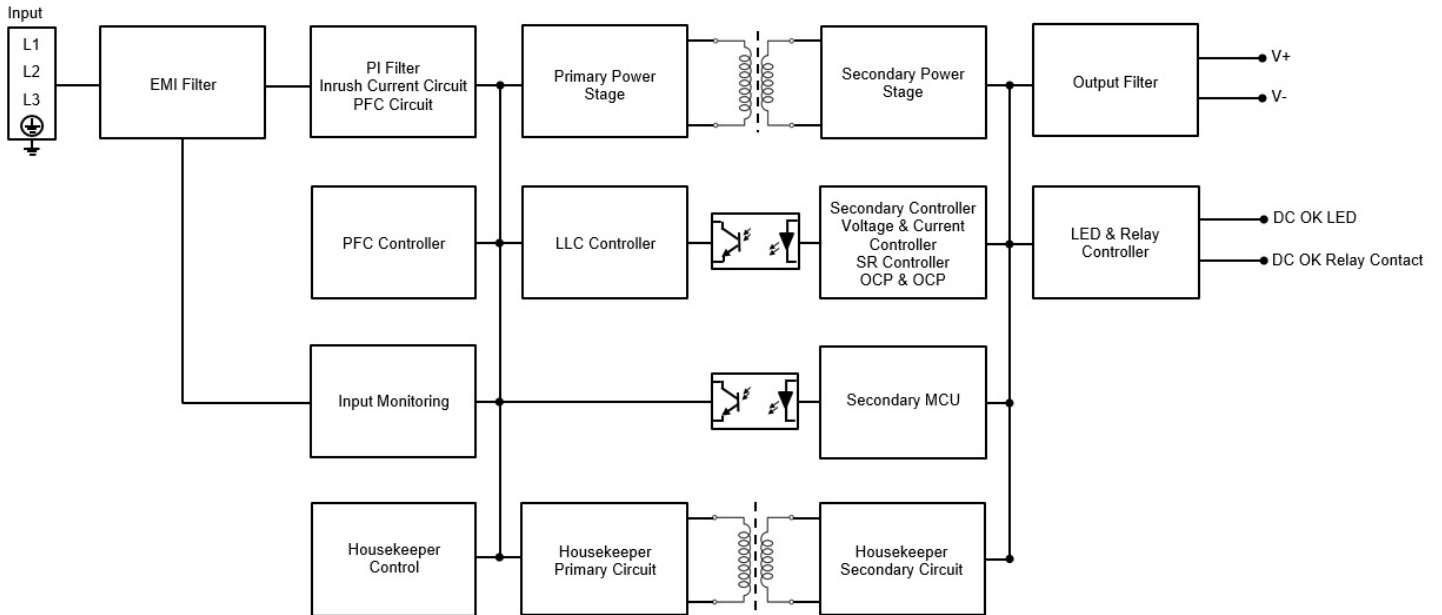 Input
L1
L2
L3
EMI Filter
PI Filter
Inrush Current Circuit
PFC Circuit
Primary Power
Stage
Secondary Power
Stage
Output Filter
V+
V-
PFC Controller
LLC Controller
Secondary Controller
Voltage & Current
Controller
SR Controller
OCP & OCP
LED & Relay
Controller
DC OK LED
DC OK Relay Contact
Input Monitoring
Secondary MCU
Housekeeper
Control
Housekeeper
Primary Circuit
Housekeeper
Secondary Circuit